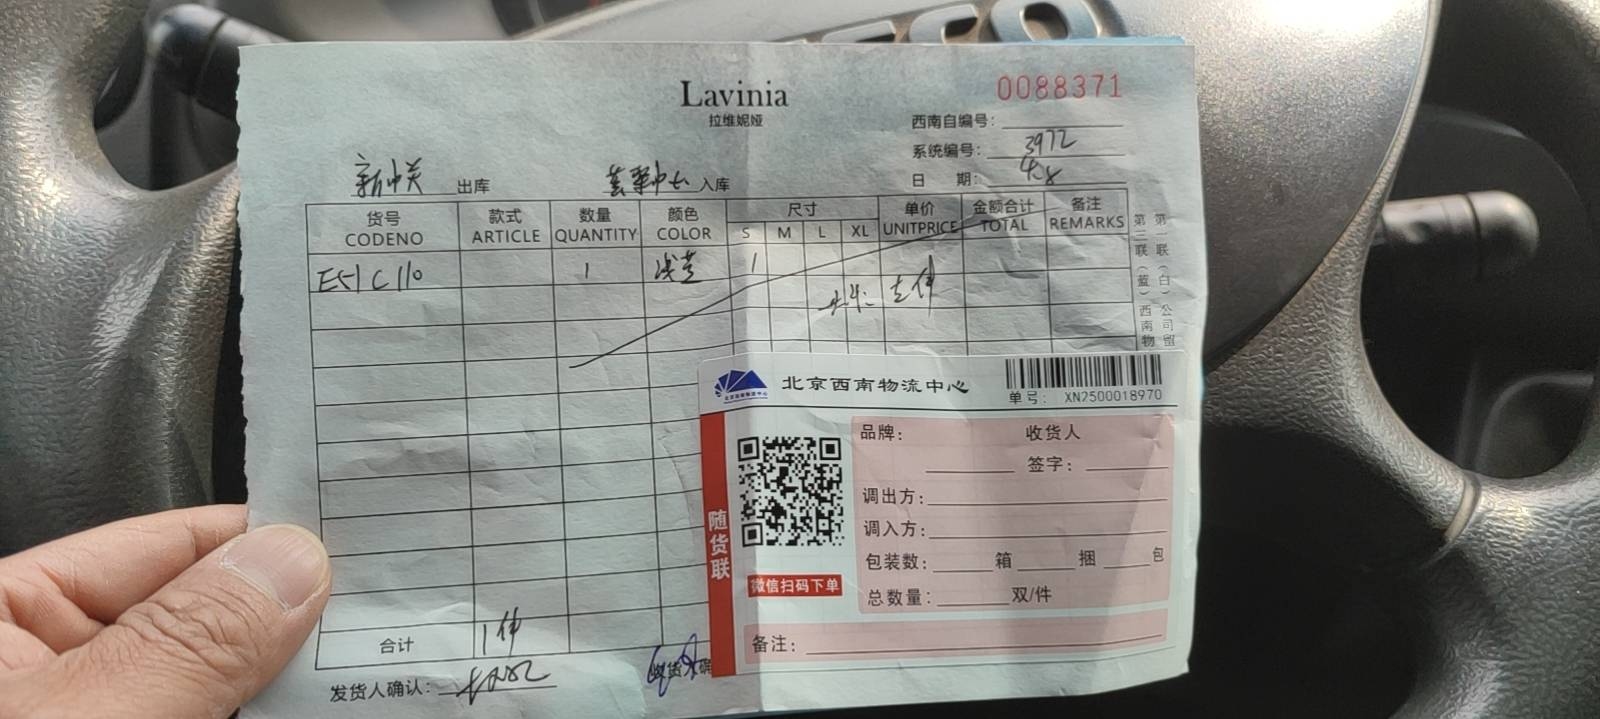 ECO
Lavinia
拉维妮娅
0088371
西南自编号：
系统编号： 3972
日 期： 4.8
新中关 出库 入库
货号 款式 数量 颜色 尺寸 单价 金额合计 备注
CODENO ARTICLE QUANTITY COLOR S M L XL UNITPRICE TOTAL REMARKS
E51C110 1 浅兰 1
合计 1件
发货人确认：
第一联（白）公司留
第三联（蓝）西南物
北京西南物流中心
单号： XN2500018970
随货联
微信扫码下单
品牌： 收货人
签字：
调出方：
调入方：
包装数： 箱 捆 包
总数量： 双/件
备注：